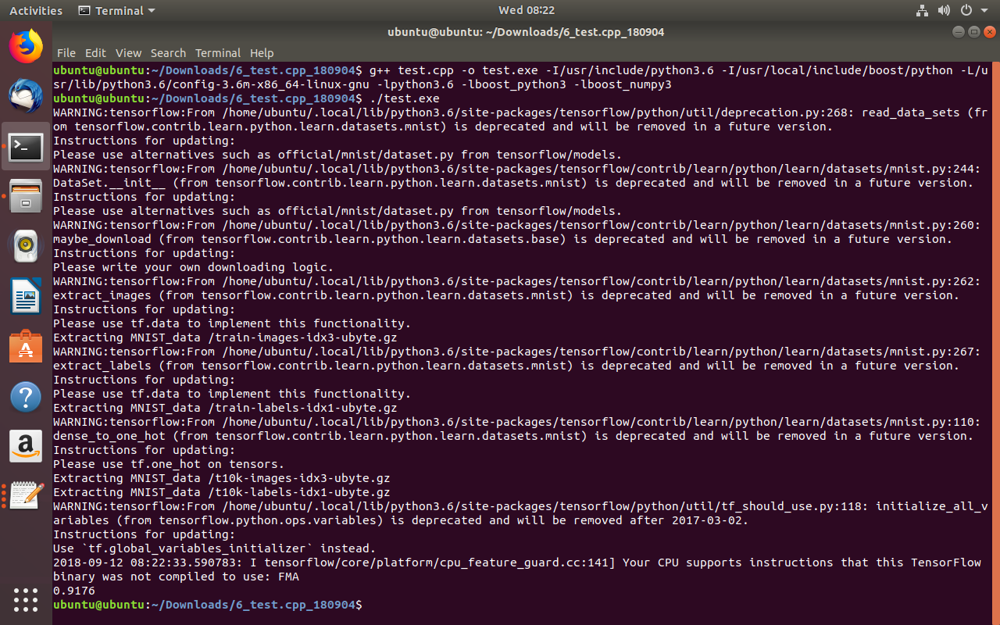 Activities Terminal Wed 08:22
ubuntu@ubuntu: ~/Downloads/6_test.cpp_180904
File Edit View Search Terminal Help
ubuntu@ubuntu:~/Downloads/6_test.cpp_180904$ g++ test.cpp -o test.exe -I/usr/include/python3.6 -I/usr/local/include/boost/python -L/u
sr/lib/python3.6/config-3.6m-x86_64-linux-gnu -lpython3.6 -lboost_python3 -lboost_numpy3
ubuntu@ubuntu:~/Downloads/6_test.cpp_180904$ ./test.exe
WARNING:tensorflow:From /home/ubuntu/.local/lib/python3.6/site-packages/tensorflow/python/util/deprecation.py:268: read_data_sets (fr
om tensorflow.contrib.learn.python.learn.datasets.mnist) is deprecated and will be removed in a future version.
Instructions for updating:
Please use alternatives such as official/mnist/dataset.py from tensorflow/models.
WARNING:tensorflow:From /home/ubuntu/.local/lib/python3.6/site-packages/tensorflow/contrib/learn/python/learn/datasets/mnist.py:244:
DataSet.__init__ (from tensorflow.contrib.learn.python.learn.datasets.mnist) is deprecated and will be removed in a future version.
Instructions for updating:
Please use alternatives such as official/mnist/dataset.py from tensorflow/models.
WARNING:tensorflow:From /home/ubuntu/.local/lib/python3.6/site-packages/tensorflow/contrib/learn/python/learn/datasets/mnist.py:260:
maybe_download (from tensorflow.contrib.learn.python.learn.datasets.base) is deprecated and will be removed in a future version.
Instructions for updating:
Please write your own downloading logic.
WARNING:tensorflow:From /home/ubuntu/.local/lib/python3.6/site-packages/tensorflow/contrib/learn/python/learn/datasets/mnist.py:262:
extract_images (from tensorflow.contrib.learn.python.learn.datasets.mnist) is deprecated and will be removed in a future version.
Instructions for updating:
Please use tf.data to implement this functionality.
Extracting MNIST_data /train-images-idx3-ubyte.gz
WARNING:tensorflow:From /home/ubuntu/.local/lib/python3.6/site-packages/tensorflow/contrib/learn/python/learn/datasets/mnist.py:267:
extract_labels (from tensorflow.contrib.learn.python.learn.datasets.mnist) is deprecated and will be removed in a future version.
Instructions for updating:
Please use tf.data to implement this functionality.
Extracting MNIST_data /train-labels-idx1-ubyte.gz
WARNING:tensorflow:From /home/ubuntu/.local/lib/python3.6/site-packages/tensorflow/contrib/learn/python/learn/datasets/mnist.py:110:
dense_to_one_hot (from tensorflow.contrib.learn.python.learn.datasets.mnist) is deprecated and will be removed in a future version.
Instructions for updating:
Please use tf.one_hot on tensors.
Extracting MNIST_data /t10k-images-idx3-ubyte.gz
Extracting MNIST_data /t10k-labels-idx1-ubyte.gz
WARNING:tensorflow:From /home/ubuntu/.local/lib/python3.6/site-packages/tensorflow/python/util/tf_should_use.py:118: initialize_all_v
ariables (from tensorflow.python.ops.variables) is deprecated and will be removed after 2017-03-02.
Instructions for updating:
Use `tf.global_variables_initializer` instead.
2018-09-12 08:22:33.590783: I tensorflow/core/platform/cpu_feature_guard.cc:141] Your CPU supports instructions that this TensorFlow
binary was not compiled to use: FMA
0.9176
ubuntu@ubuntu:~/Downloads/6_test.cpp_180904$